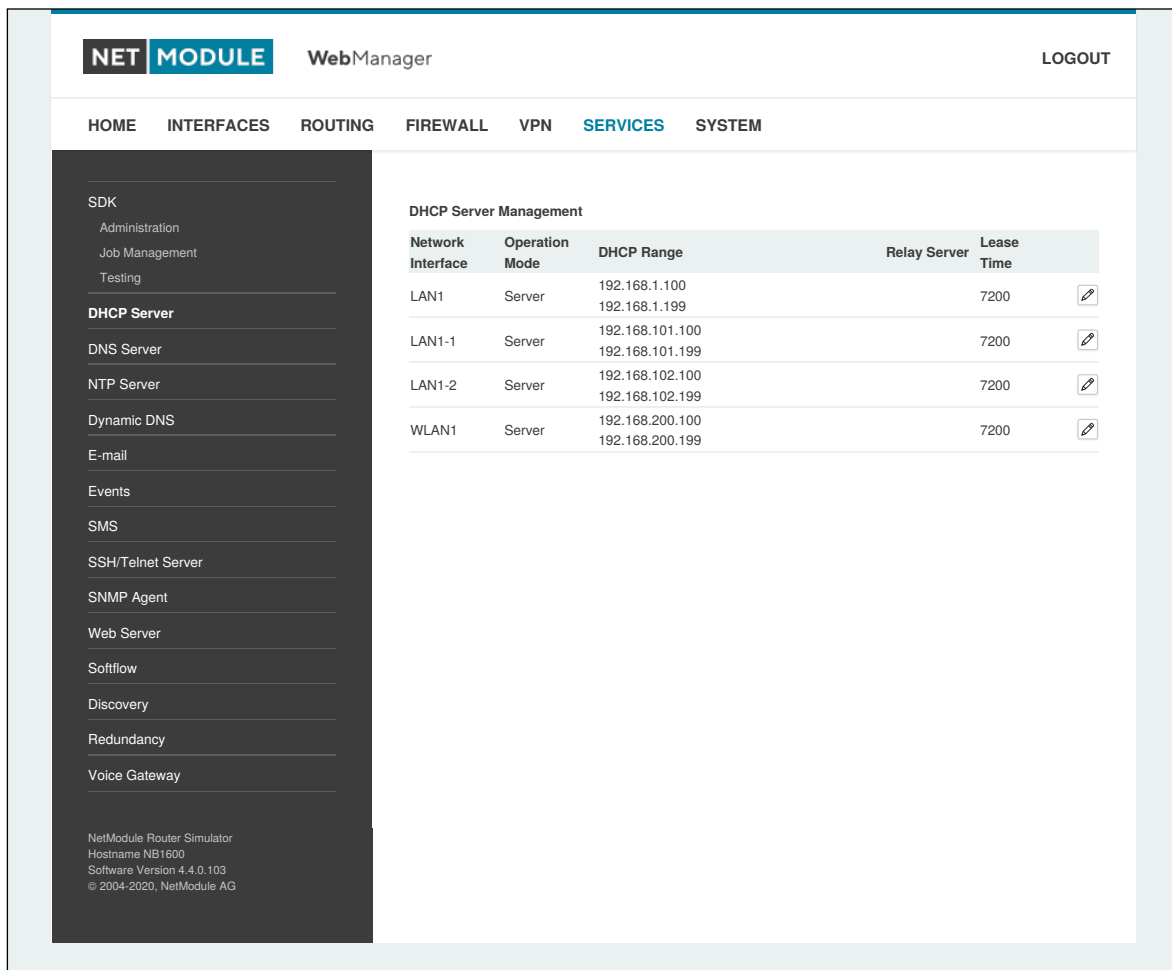 NET MODULE WebManager LOGOUT
HOME INTERFACES ROUTING FIREWALL VPN SERVICES SYSTEM
SDK
Administration
Job Management
Testing
DHCP Server
DNS Server
NTP Server
Dynamic DNS
E-mail
Events
SMS
SSH/Telnet Server
SNMP Agent
Web Server
Softflow
Discovery
Redundancy
Voice Gateway
NetModule Router Simulator
Hostname NB1600
Software Version 4.4.0.103
© 2004-2020, NetModule AG
DHCP Server Management
Network Interface Operation Mode DHCP Range Relay Server Lease Time
LAN1 Server 192.168.1.100 7200
192.168.1.199
LAN1-1 Server 192.168.101.100 7200
192.168.101.199
LAN1-2 Server 192.168.102.100 7200
192.168.102.199
WLAN1 Server 192.168.200.100 7200
192.168.200.199